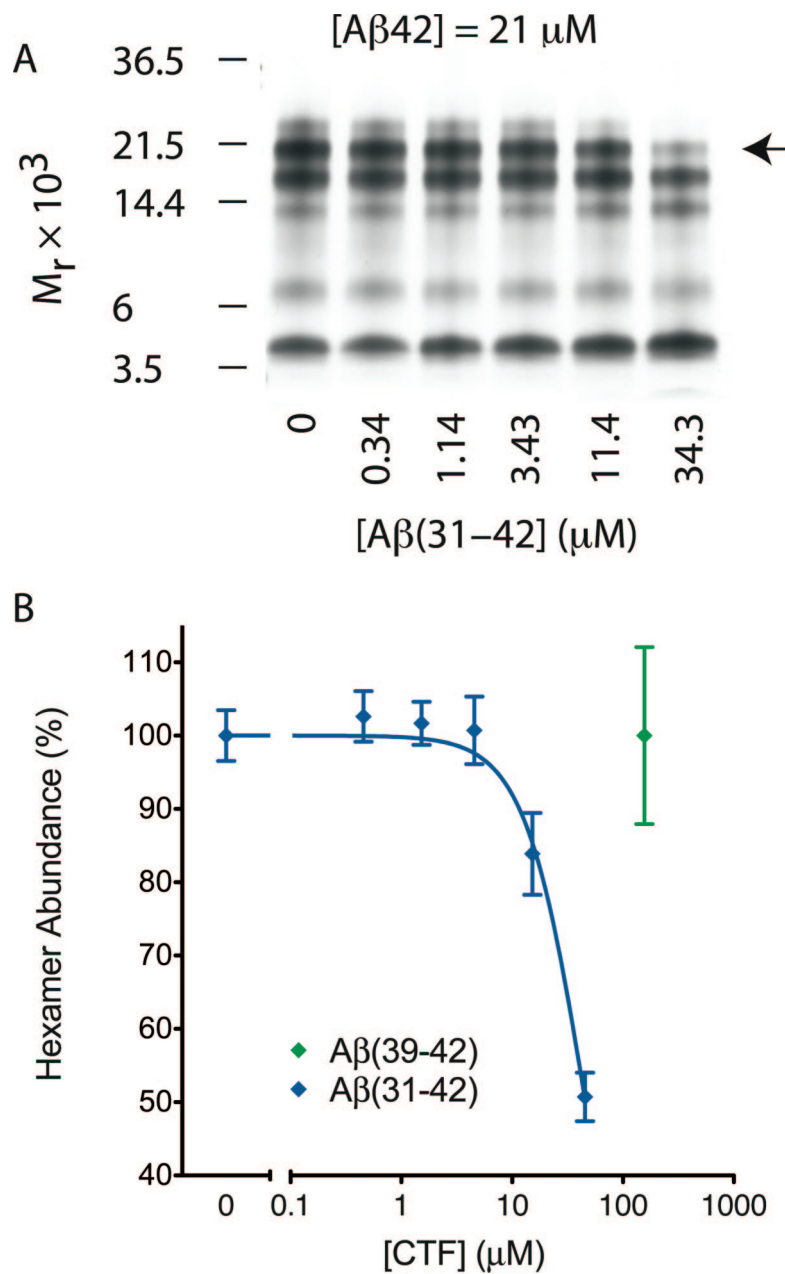 A
[Aβ42] = 21 μM
36.5
21.5
14.4
6
3.5
Mr × 10³
0
0.34
1.14
3.43
11.4
34.3
[Aβ(31–42] (μM)
B
110
100
90
80
70
60
50
40
Hexamer Abundance (%)
Aβ(39-42)
Aβ(31-42)
0 0.1 1 10 100 1000
[CTF] (μM)